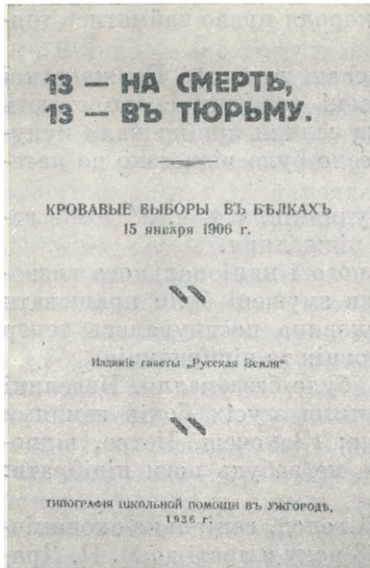 13 — НА СМЕРТЬ,
13 — ВЪ ТЮРЬМУ.
КРОВАВЫЕ ВЫБОРЫ ВЪ БѢЛКАХЪ
15 января 1906 г.
Изданіе газеты „Русская Земля“
ТИПОГРАФІЯ ШКОЛЬНОЙ ПОМОЩИ ВЪ УЖГОРОДѢ,
1936 г.